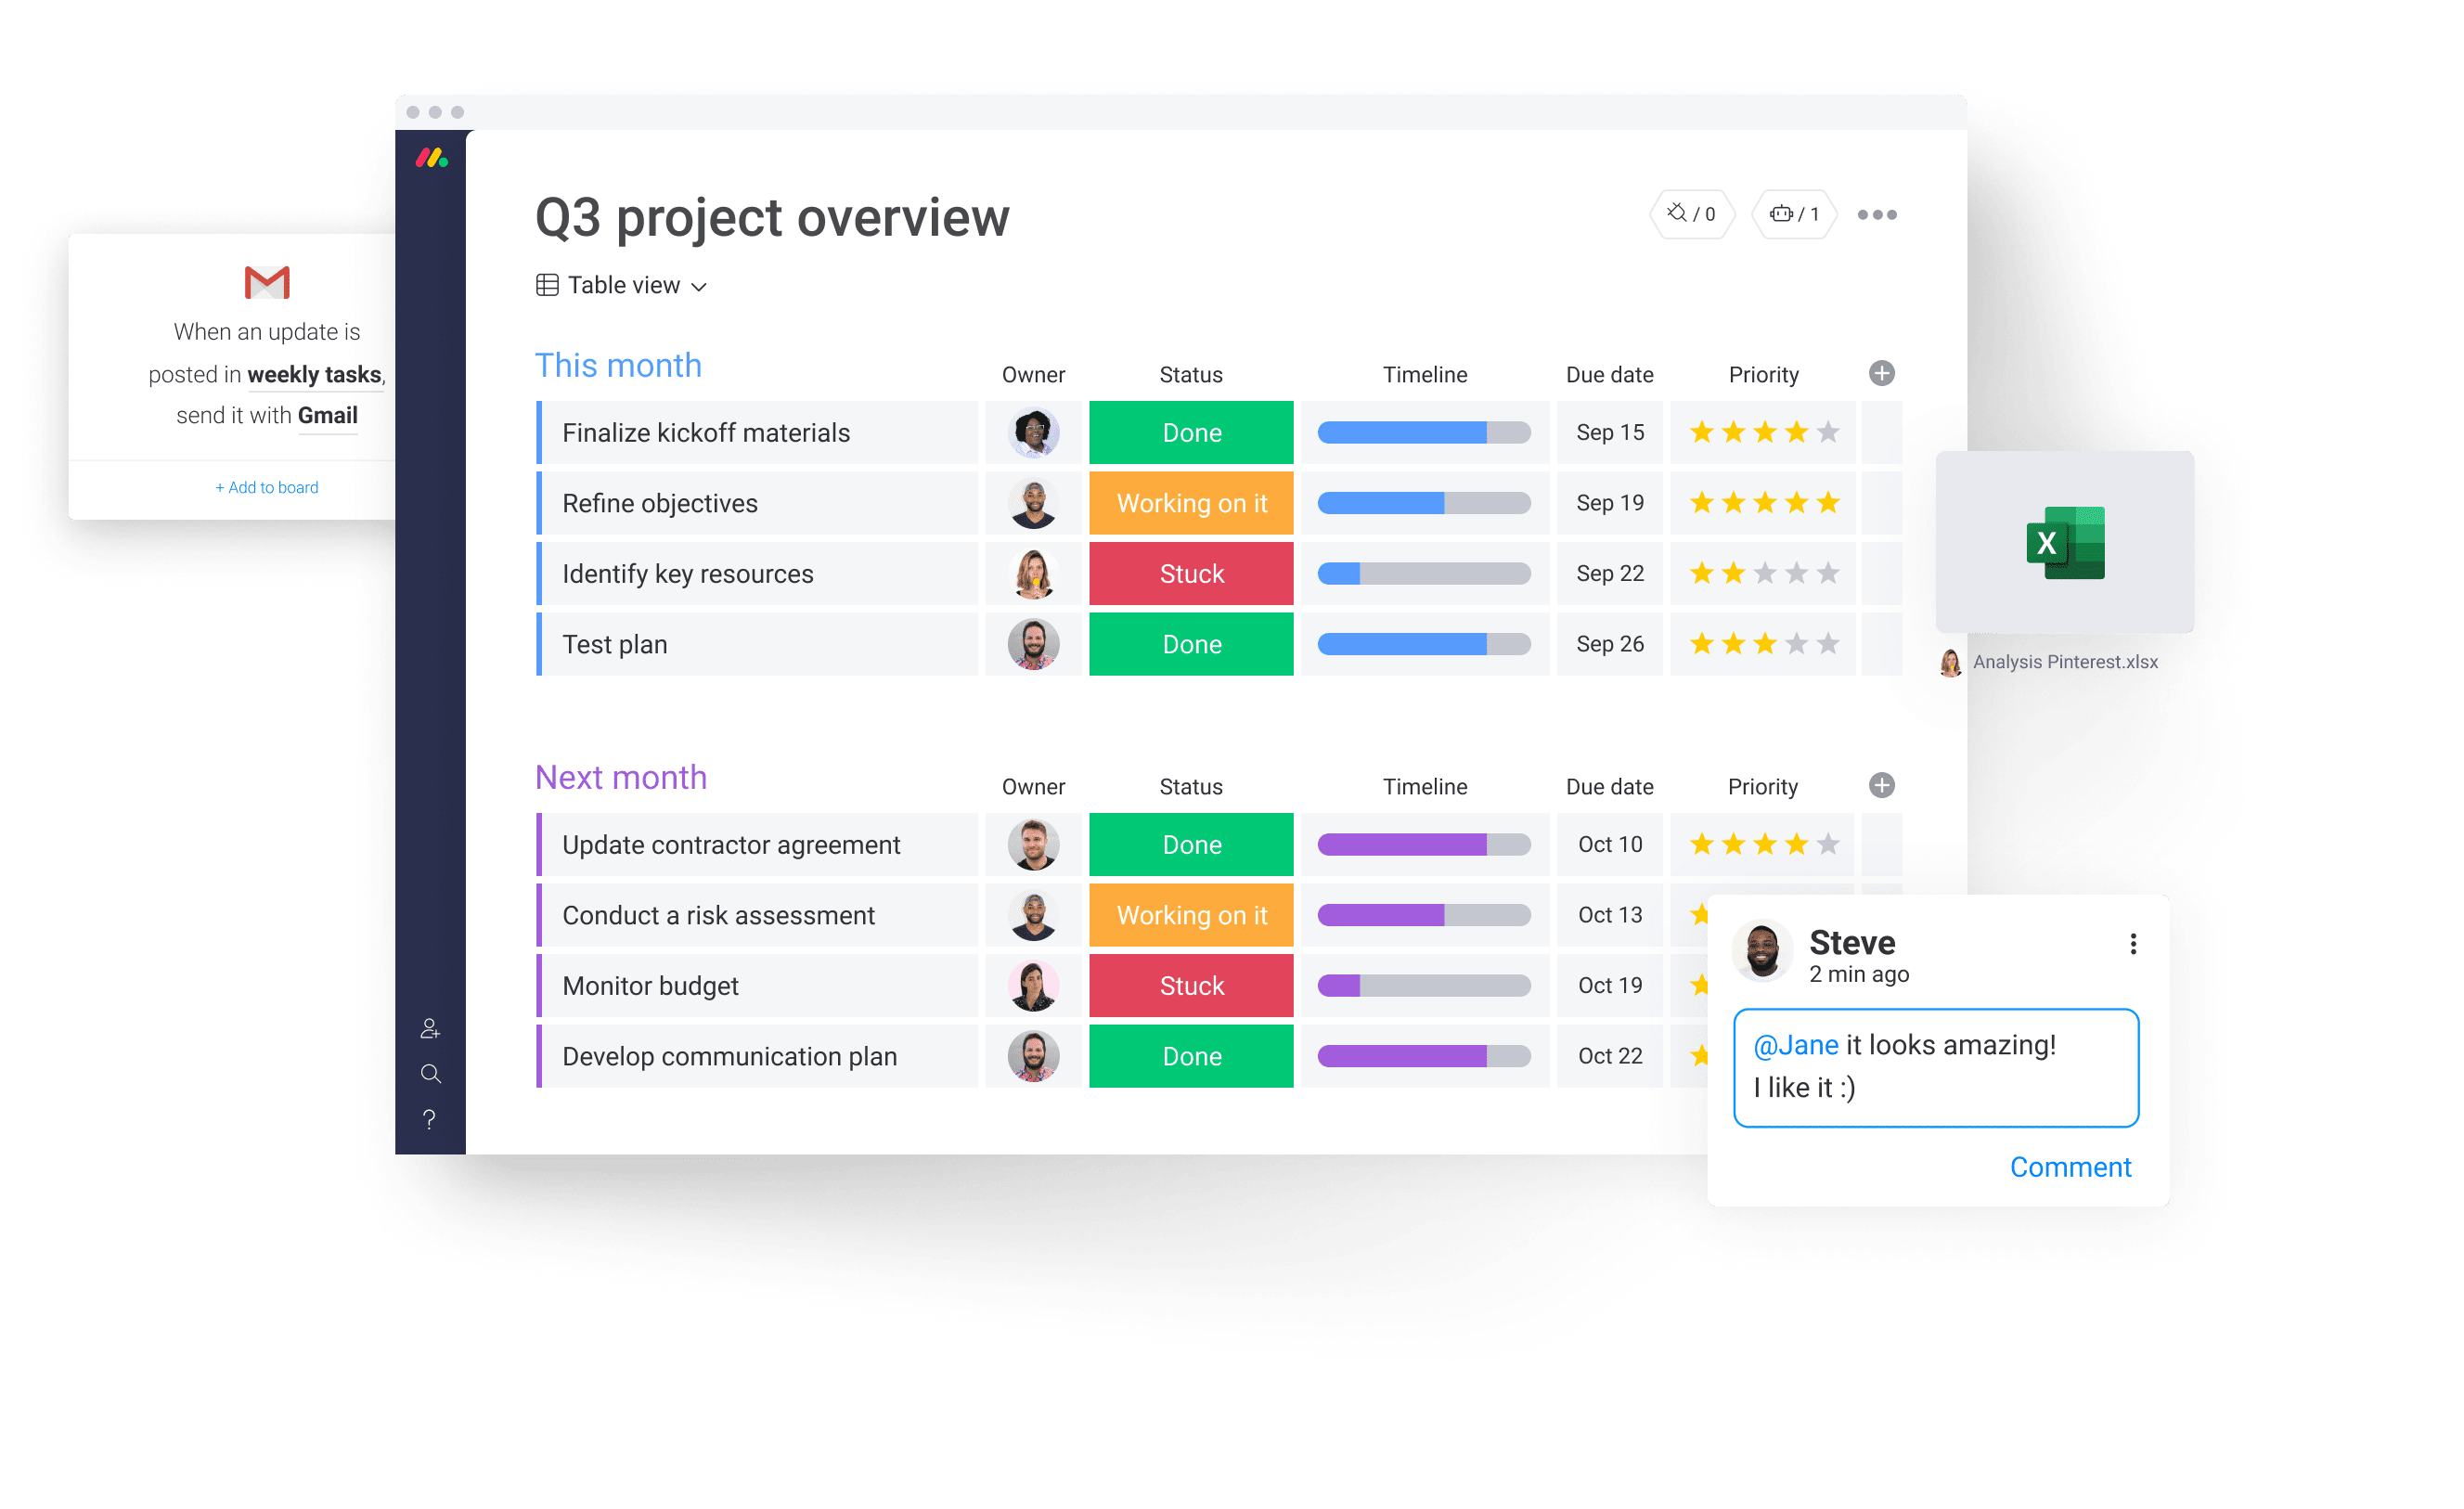 Q3 project overview
/ 0
/ 1
Table view
When an update is
posted in weekly tasks,
send it with Gmail
+ Add to board
This month Owner Status Timeline Due date Priority
Finalize kickoff materials Done Sep 15
Refine objectives Working on it Sep 19
Identify key resources Stuck Sep 22
Test plan Done Sep 26
X
Analysis Pinterest.xlsx
Next month Owner Status Timeline Due date Priority
Update contractor agreement Done Oct 10
Conduct a risk assessment Working on it Oct 13
Monitor budget Stuck Oct 19
Develop communication plan Done Oct 22
Steve
2 min ago
@Jane it looks amazing!
I like it :)
Comment
?